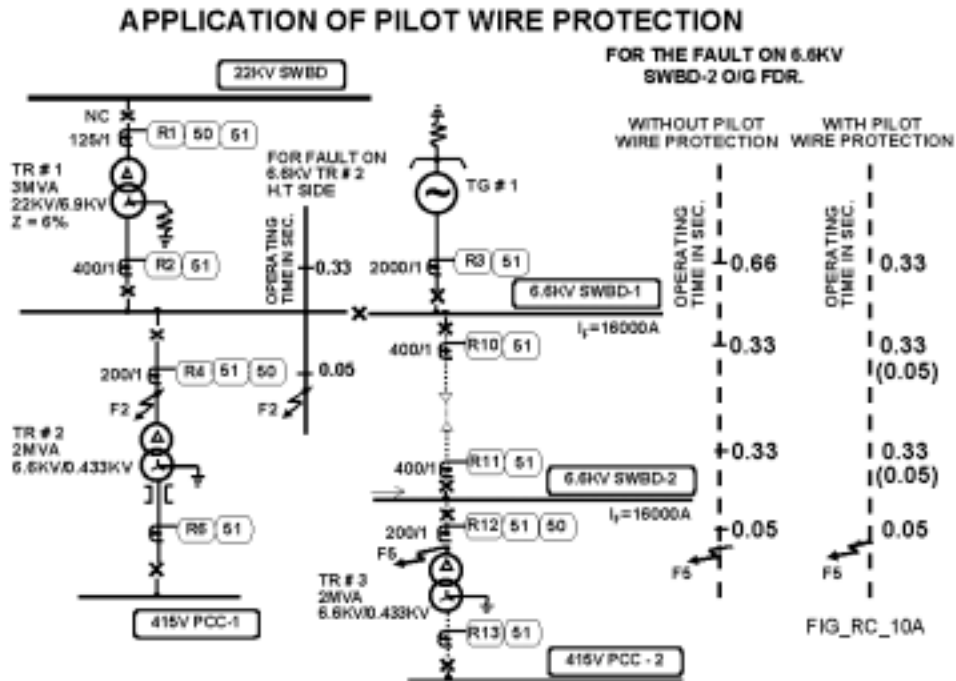 APPLICATION OF PILOT WIRE PROTECTION
FOR THE FAULT ON 6.6KV
SWBD-2 O/G FDR.
22KV SWBD
NC
125/1
R1 50 51
TR # 1
3MVA
22KV/6.9KV
Z = 6%
400/1
R2 51
FOR FAULT ON
6.6KV TR # 2
H.T SIDE
OPERATING
TIME IN SEC.
0.33
0.05
TG # 1
2000/1
R3 51
6.6KV SWBD-1
IF=16000A
200/1
R4 51 50
F2
F2
TR # 2
2MVA
6.6KV/0.433KV
R6 51
415V PCC-1
400/1
R10 51
400/1
R11 51
6.6KV SWBD-2
IF=16000A
200/1
R12 51 50
F5
TR # 3
2MVA
6.6KV/0.433KV
R13 51
415V PCC - 2
WITHOUT PILOT
WIRE PROTECTION
OPERATING
TIME IN SEC.
0.66
0.33
0.33
0.05
F5
WITH PILOT
WIRE PROTECTION
OPERATING
TIME IN SEC.
0.33
0.33
(0.05)
0.33
(0.05)
0.05
F5
FIG_RC_10A